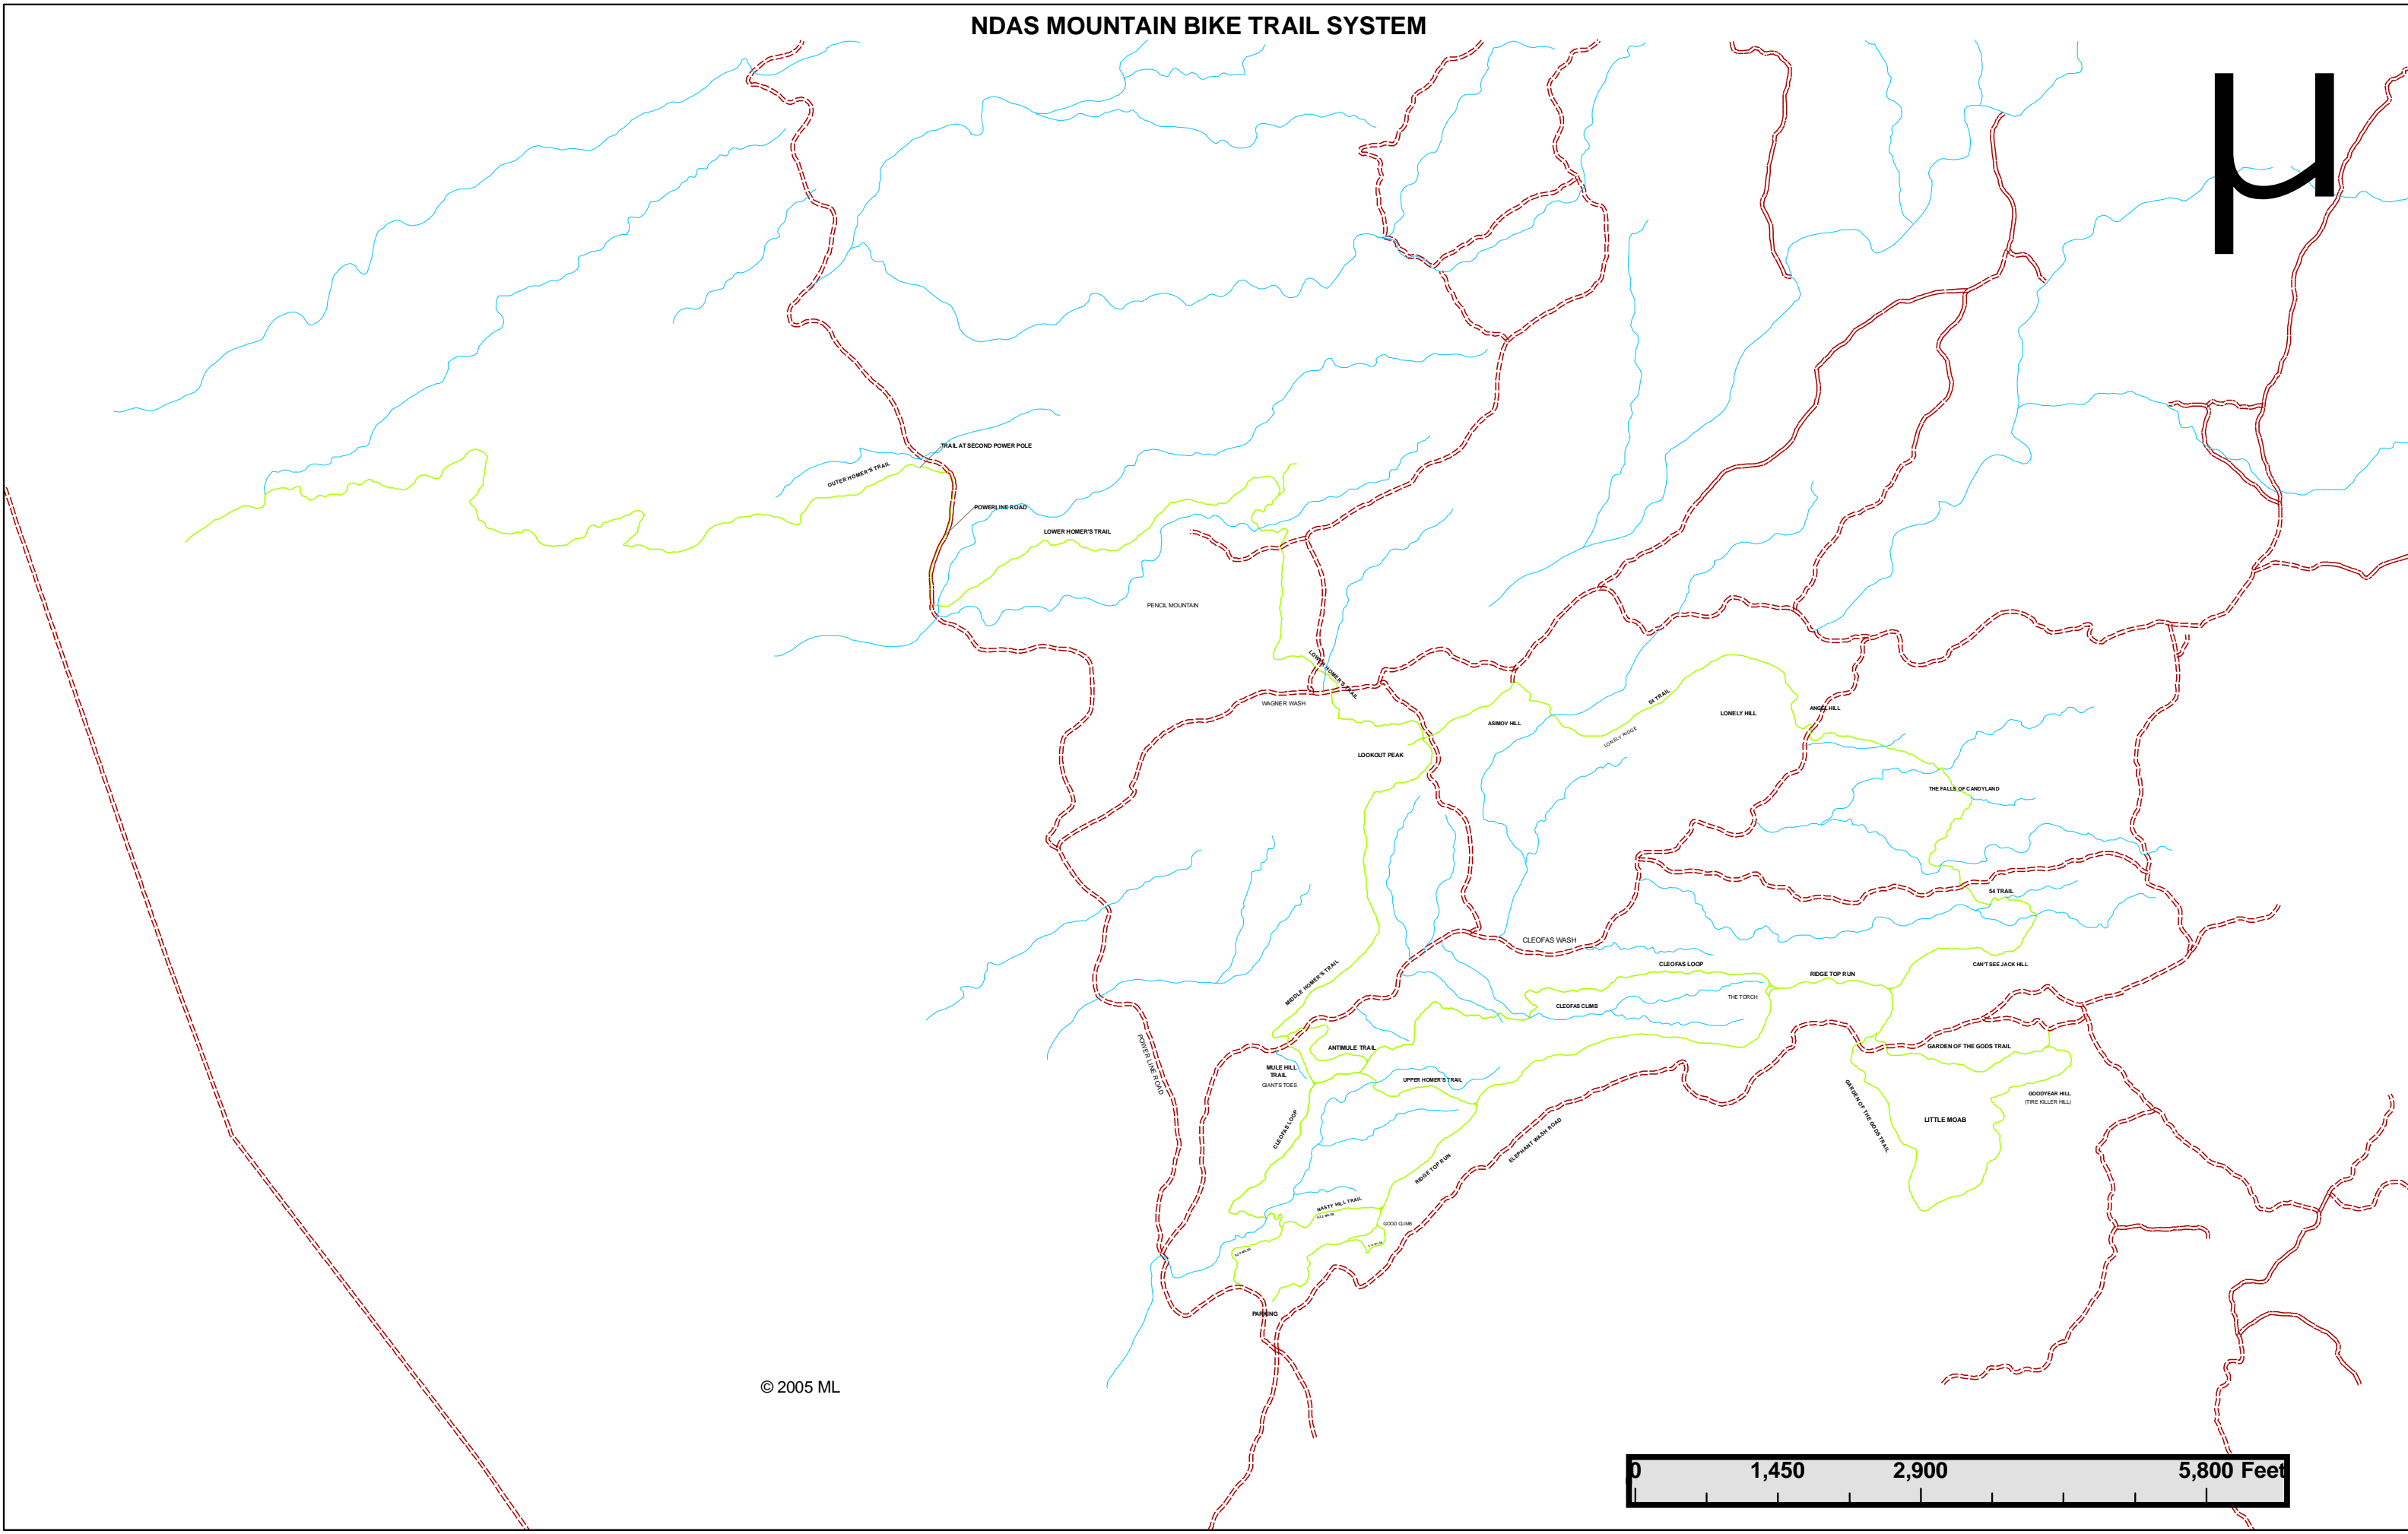 NDAS MOUNTAIN BIKE TRAIL SYSTEM
µ
TRAIL AT SECOND POWER POLE
OUTER HOMER'S TRAIL
POWERLINE ROAD
LOWER HOMER'S TRAIL
PENCIL MOUNTAIN
LOWER HOMER'S TRAIL
WAGNER WASH
54 TRAIL
LONELY HILL
ANGEL HILL
ASIMOV HILL
LONELY RIDGE
LOOKOUT PEAK
THE FALLS OF CANDYLAND
54 TRAIL
CLEOFAS WASH
CLEOFAS LOOP
CAN'T SEE JACK HILL
RIDGE TOP RUN
MIDDLE HOMER'S TRAIL
THE TORCH
CLEOFAS CLIMB
ANTIMULE TRAIL
GARDEN OF THE GODS TRAIL
POWER LINE ROAD
MULE HILL
TRAIL
GIANT'S TOES
UPPER HOMER'S TRAIL
GOODYEAR HILL
(TIRE KILLER HILL)
GARDEN OF THE GODS TRAIL
LITTLE MOAB
CLEOFAS LOOP
ELEPHANT WASH ROAD
RIDGE TOP RUN
NASTY HILL TRAIL
GOOD CLIMB
PARKING
© 2005 ML
0 1,450 2,900 5,800 Feet